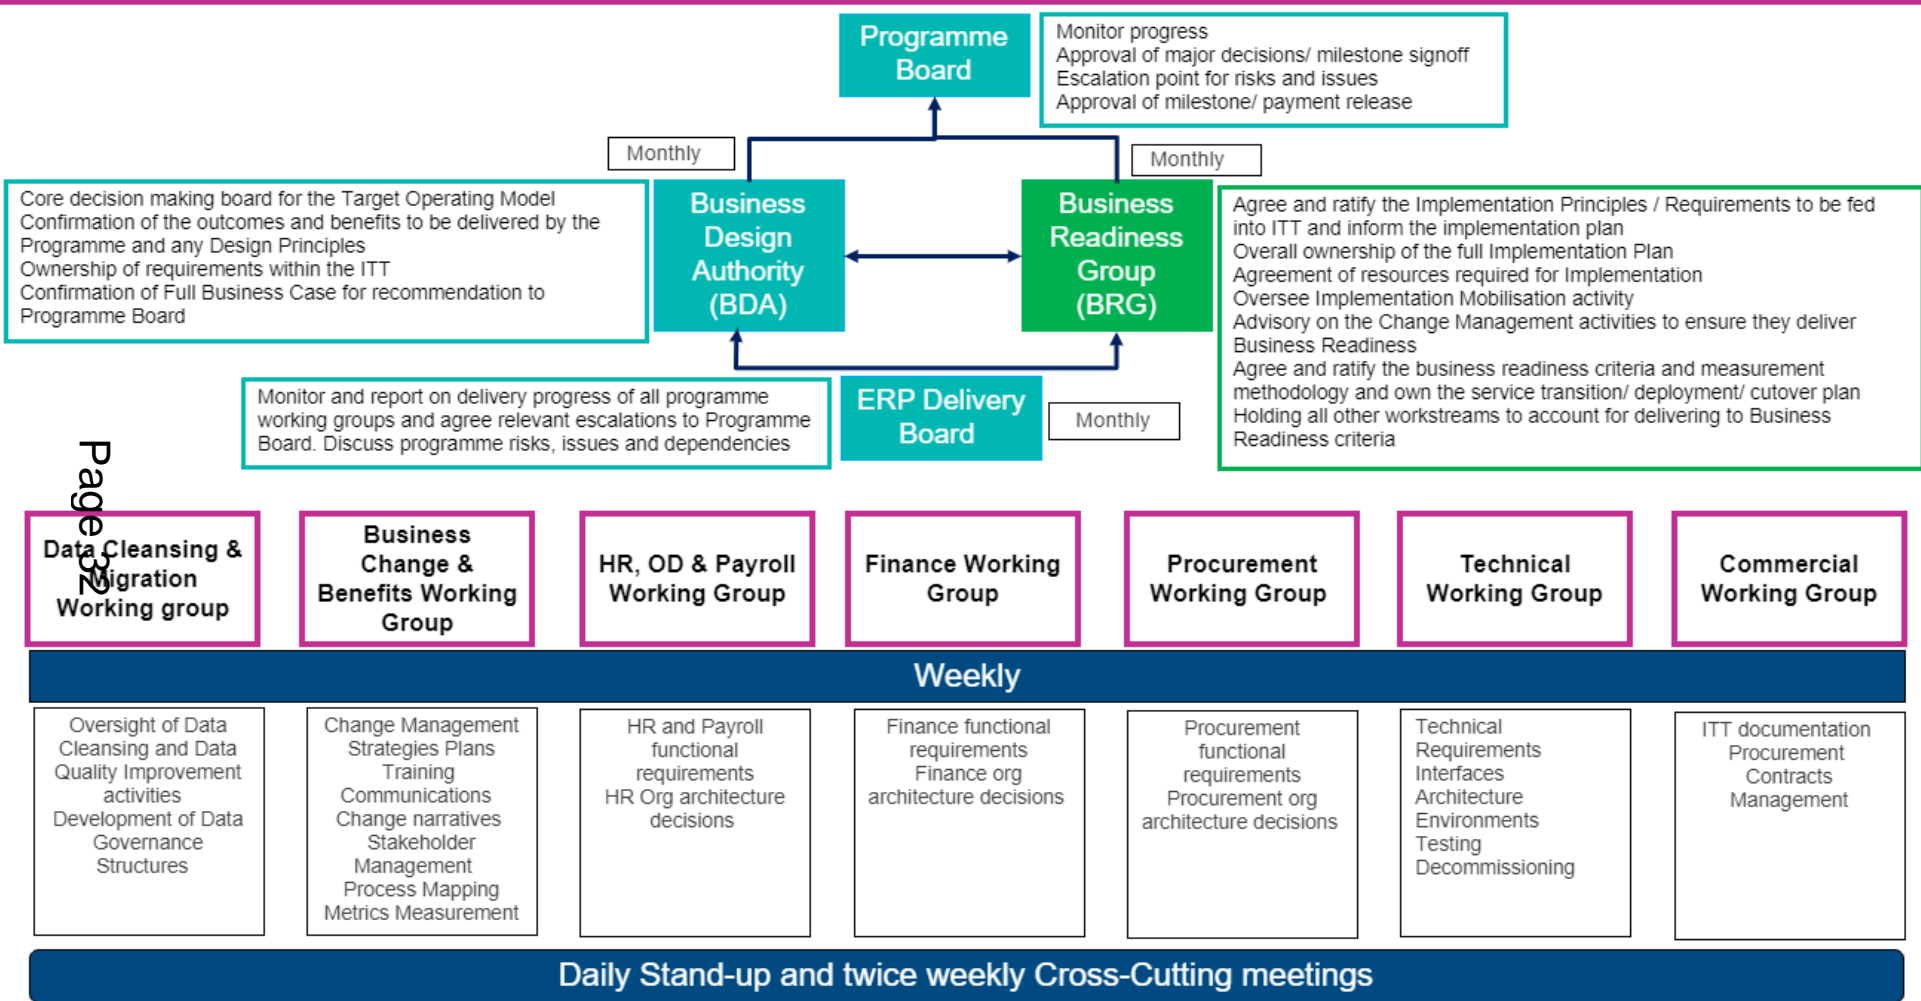 Programme
Board
Monitor progress
Approval of major decisions/ milestone signoff
Escalation point for risks and issues
Approval of milestone/ payment release
Monthly
Monthly
Core decision making board for the Target Operating Model
Confirmation of the outcomes and benefits to be delivered by the
Programme and any Design Principles
Ownership of requirements within the ITT
Confirmation of Full Business Case for recommendation to
Programme Board
Business
Design
Authority
(BDA)
Business
Readiness
Group
(BRG)
Agree and ratify the Implementation Principles / Requirements to be fed
into ITT and inform the implementation plan
Overall ownership of the full Implementation Plan
Agreement of resources required for Implementation
Oversee Implementation Mobilisation activity
Advisory on the Change Management activities to ensure they deliver
Business Readiness
Agree and ratify the business readiness criteria and measurement
methodology and own the service transition/ deployment/ cutover plan
Holding all other workstreams to account for delivering to Business
Readiness criteria
Monitor and report on delivery progress of all programme
working groups and agree relevant escalations to Programme
Board. Discuss programme risks, issues and dependencies
ERP Delivery
Board
Monthly
Page 32
Data Cleansing &
Migration
Working group
Business
Change &
Benefits Working
Group
HR, OD & Payroll
Working Group
Finance Working
Group
Procurement
Working Group
Technical
Working Group
Commercial
Working Group
Weekly
Oversight of Data
Cleansing and Data
Quality Improvement
activities
Development of Data
Governance
Structures
Change Management
Strategies Plans
Training
Communications
Change narratives
Stakeholder
Management
Process Mapping
Metrics Measurement
HR and Payroll
functional
requirements
HR Org architecture
decisions
Finance functional
requirements
Finance org
architecture decisions
Procurement
functional
requirements
Procurement org
architecture decisions
Technical
Requirements
Interfaces
Architecture
Environments
Testing
Decommissioning
ITT documentation
Procurement
Contracts
Management
Daily Stand-up and twice weekly Cross-Cutting meetings